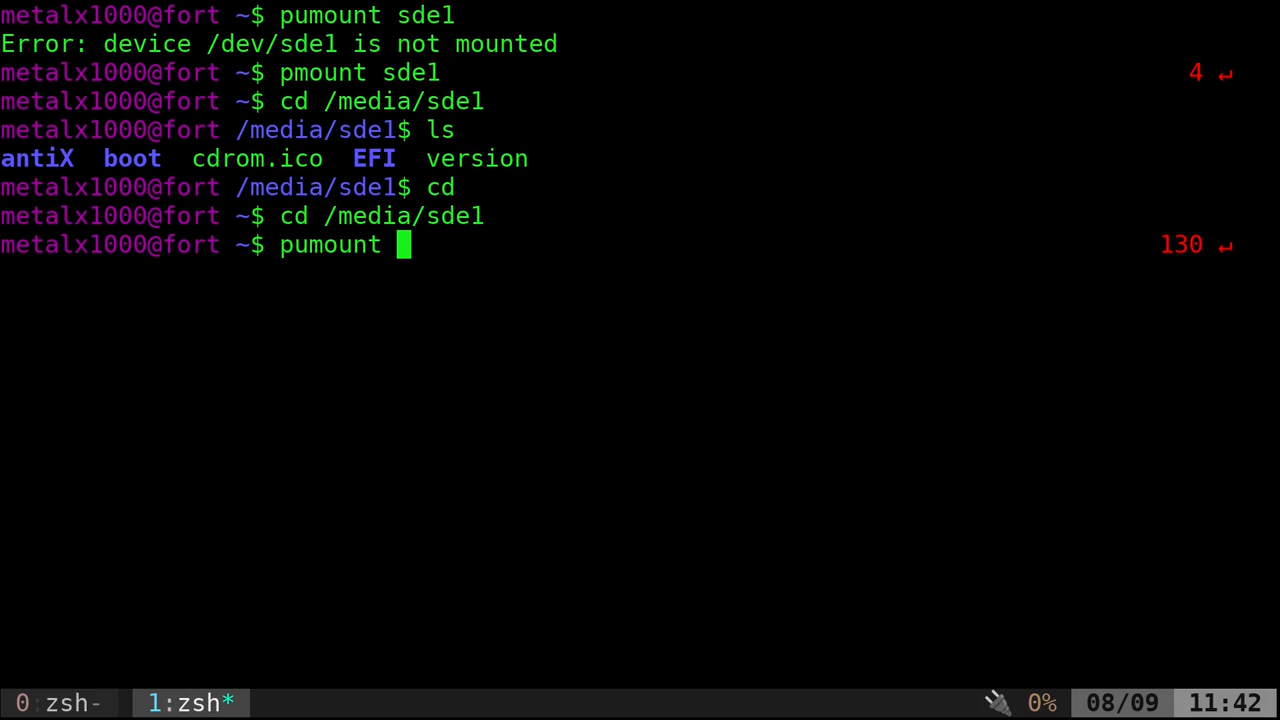 metalx1000@fort ~$ pumount sde1
Error: device /dev/sde1 is not mounted
metalx1000@fort ~$ pmount sde1 4 ↵
metalx1000@fort ~$ cd /media/sde1
metalx1000@fort /media/sde1$ ls
antiX boot cdrom.ico EFI version
metalx1000@fort /media/sde1$ cd
metalx1000@fort ~$ cd /media/sde1
metalx1000@fort ~$ pumount 130 ↵
0:zsh- 1:zsh* 0% 08/09 11:42